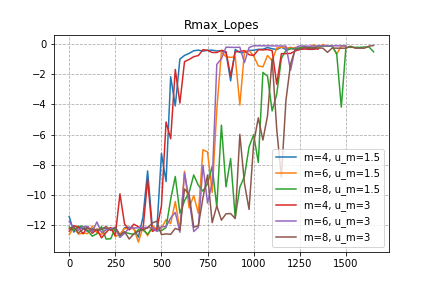 Rmax_Lopes
0
−2
−4
−6
−8
−10
−12
0
250
500
750
1000
1250
1500
m=4, u_m=1.5
m=6, u_m=1.5
m=8, u_m=1.5
m=4, u_m=3
m=6, u_m=3
m=8, u_m=3